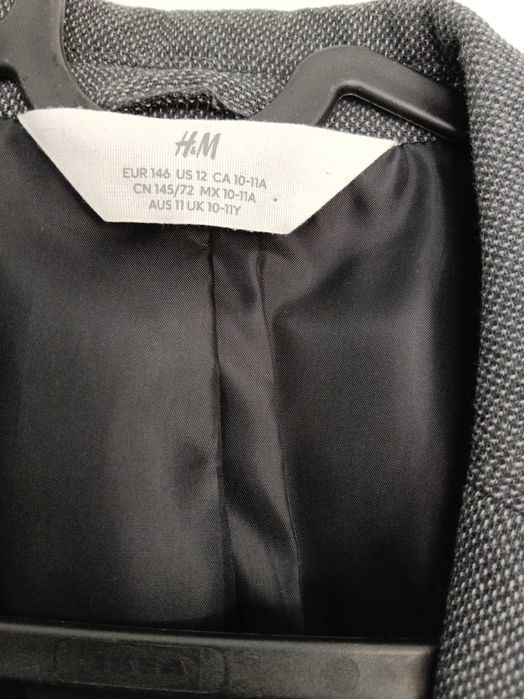 H&M
EUR 146 US 12 CA 10-11A
CN 145/72 MX 10-11A
AUS 11 UK 10-11Y